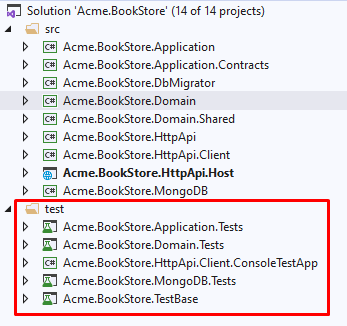 Solution 'Acme.BookStore' (14 of 14 projects)
src
C# Acme.BookStore.Application
C# Acme.BookStore.Application.Contracts
C# Acme.BookStore.DbMigrator
C# Acme.BookStore.Domain
C# Acme.BookStore.Domain.Shared
C# Acme.BookStore.HttpApi
C# Acme.BookStore.HttpApi.Client
Acme.BookStore.HttpApi.Host
C# Acme.BookStore.MongoDB
test
Acme.BookStore.Application.Tests
Acme.BookStore.Domain.Tests
C# Acme.BookStore.HttpApi.Client.ConsoleTestApp
Acme.BookStore.MongoDB.Tests
Acme.BookStore.TestBase